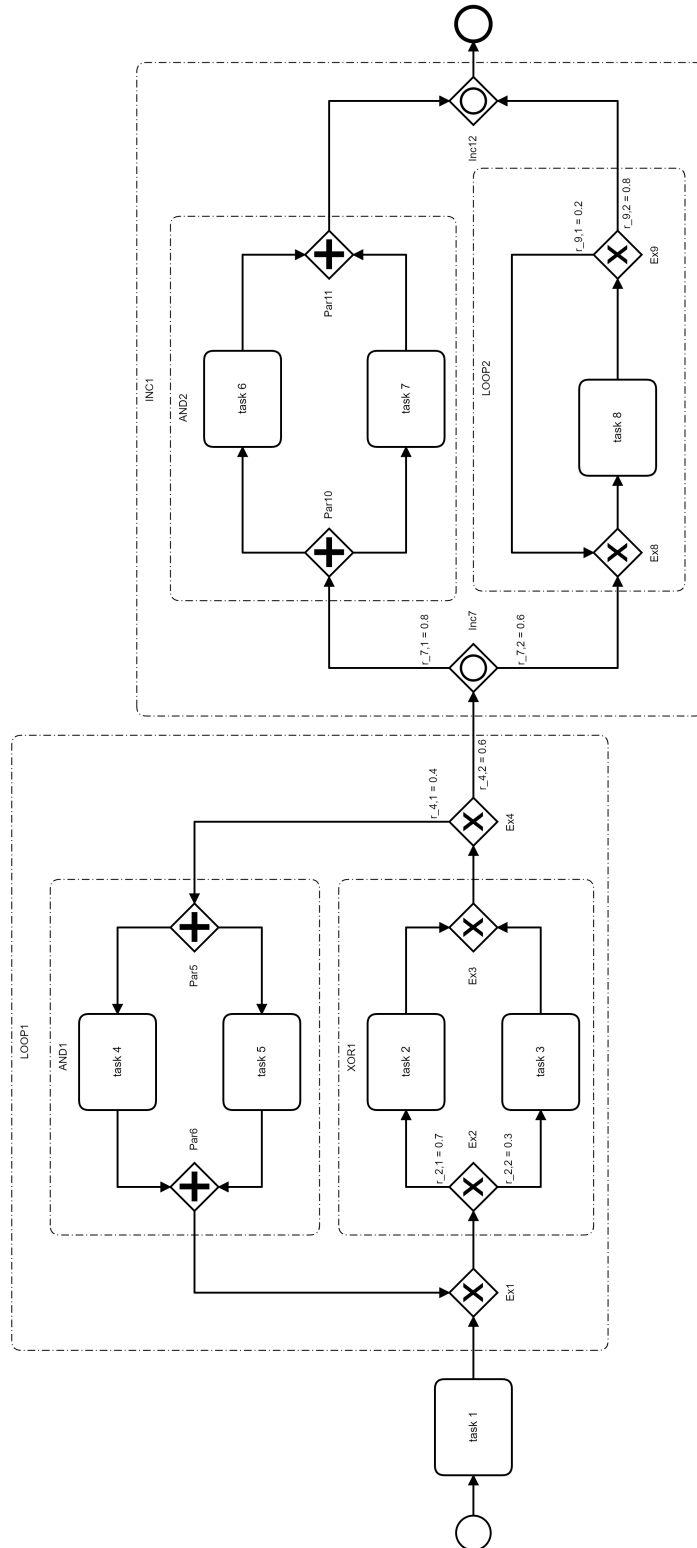 task 1
LOOP1
Ex1
AND1
Par6
task 4
task 5
Par5
XOR1
Ex2
r_2,1 = 0.7
r_2,2 = 0.3
task 2
task 3
Ex3
Ex4
r_4,1 = 0.4
r_4,2 = 0.6
INC1
Inc7
r_7,1 = 0.8
r_7,2 = 0.6
AND2
Par10
task 6
task 7
Par11
LOOP2
Ex8
task 8
Ex9
r_9,1 = 0.2
r_9,2 = 0.8
Inc12